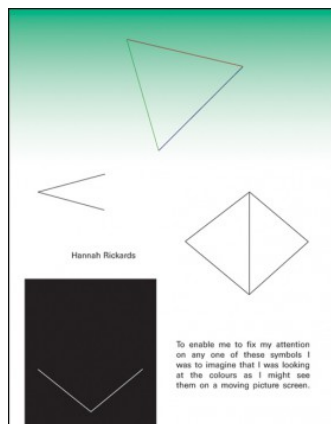 Hannah Rickards
To enable me to fix my attention
on any one of these symbols I
was to imagine that I was looking
at the colours as I might see
them on a moving picture screen.